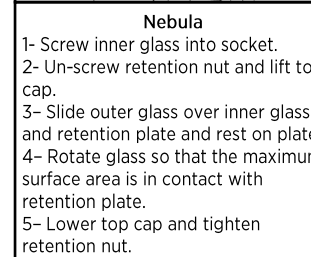 Nebula
1- Screw inner glass into socket.
2- Un-screw retention nut and lift to
cap.
3– Slide outer glass over inner glass
and retention plate and rest on plate
4– Rotate glass so that the maximum
surface area is in contact with
retention plate.
5– Lower top cap and tighten
retention nut.